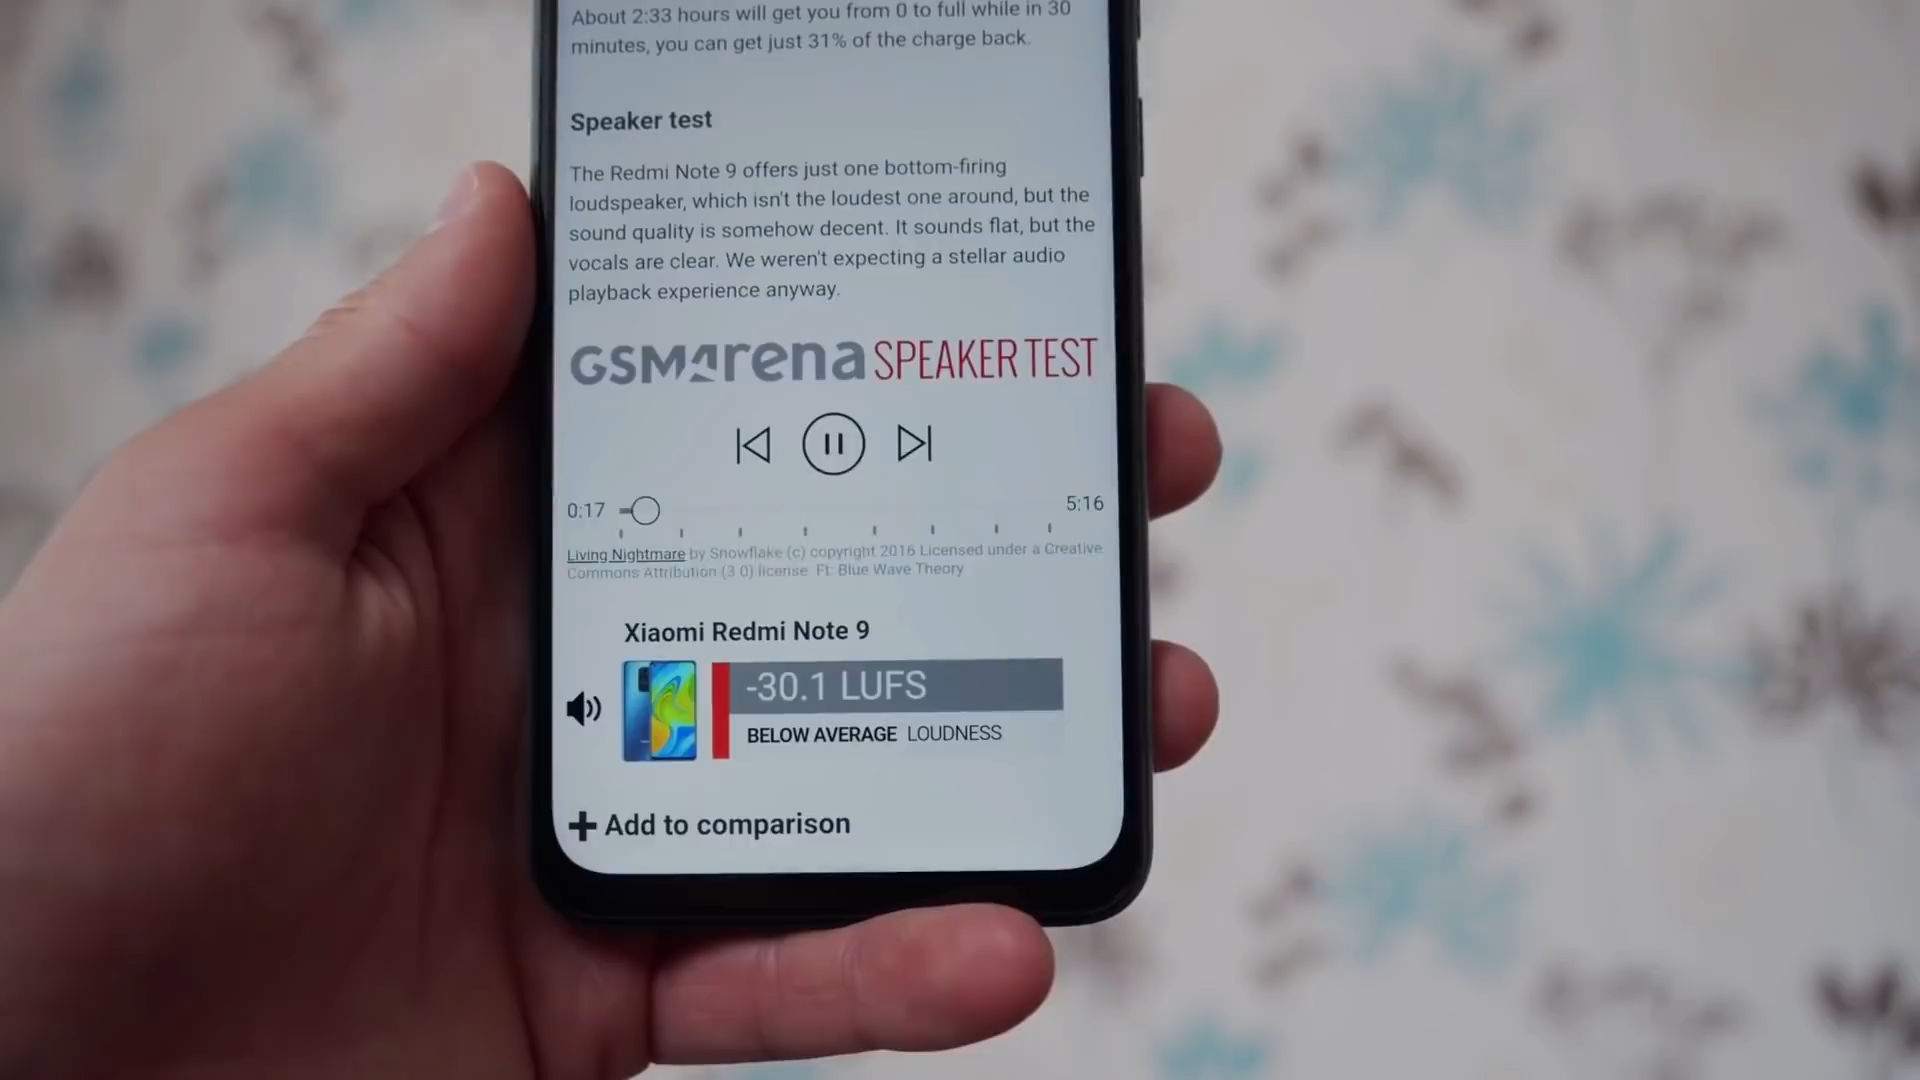 About 2:33 hours will get you from 0 to full while in 30
minutes, you can get just 31% of the charge back.
Speaker test
The Redmi Note 9 offers just one bottom-firing
loudspeaker, which isn't the loudest one around, but the
sound quality is somehow decent. It sounds flat, but the
vocals are clear. We weren't expecting a stellar audio
playback experience anyway.
GSMArena SPEAKER TEST
0:17
5:16
Living Nightmare by Snowflake (c) copyright 2016 Licensed under a Creative
Commons Attribution (3 0) license. Ft: Blue Wave Theory
Xiaomi Redmi Note 9
-30.1 LUFS
BELOW AVERAGE LOUDNESS
+ Add to comparison